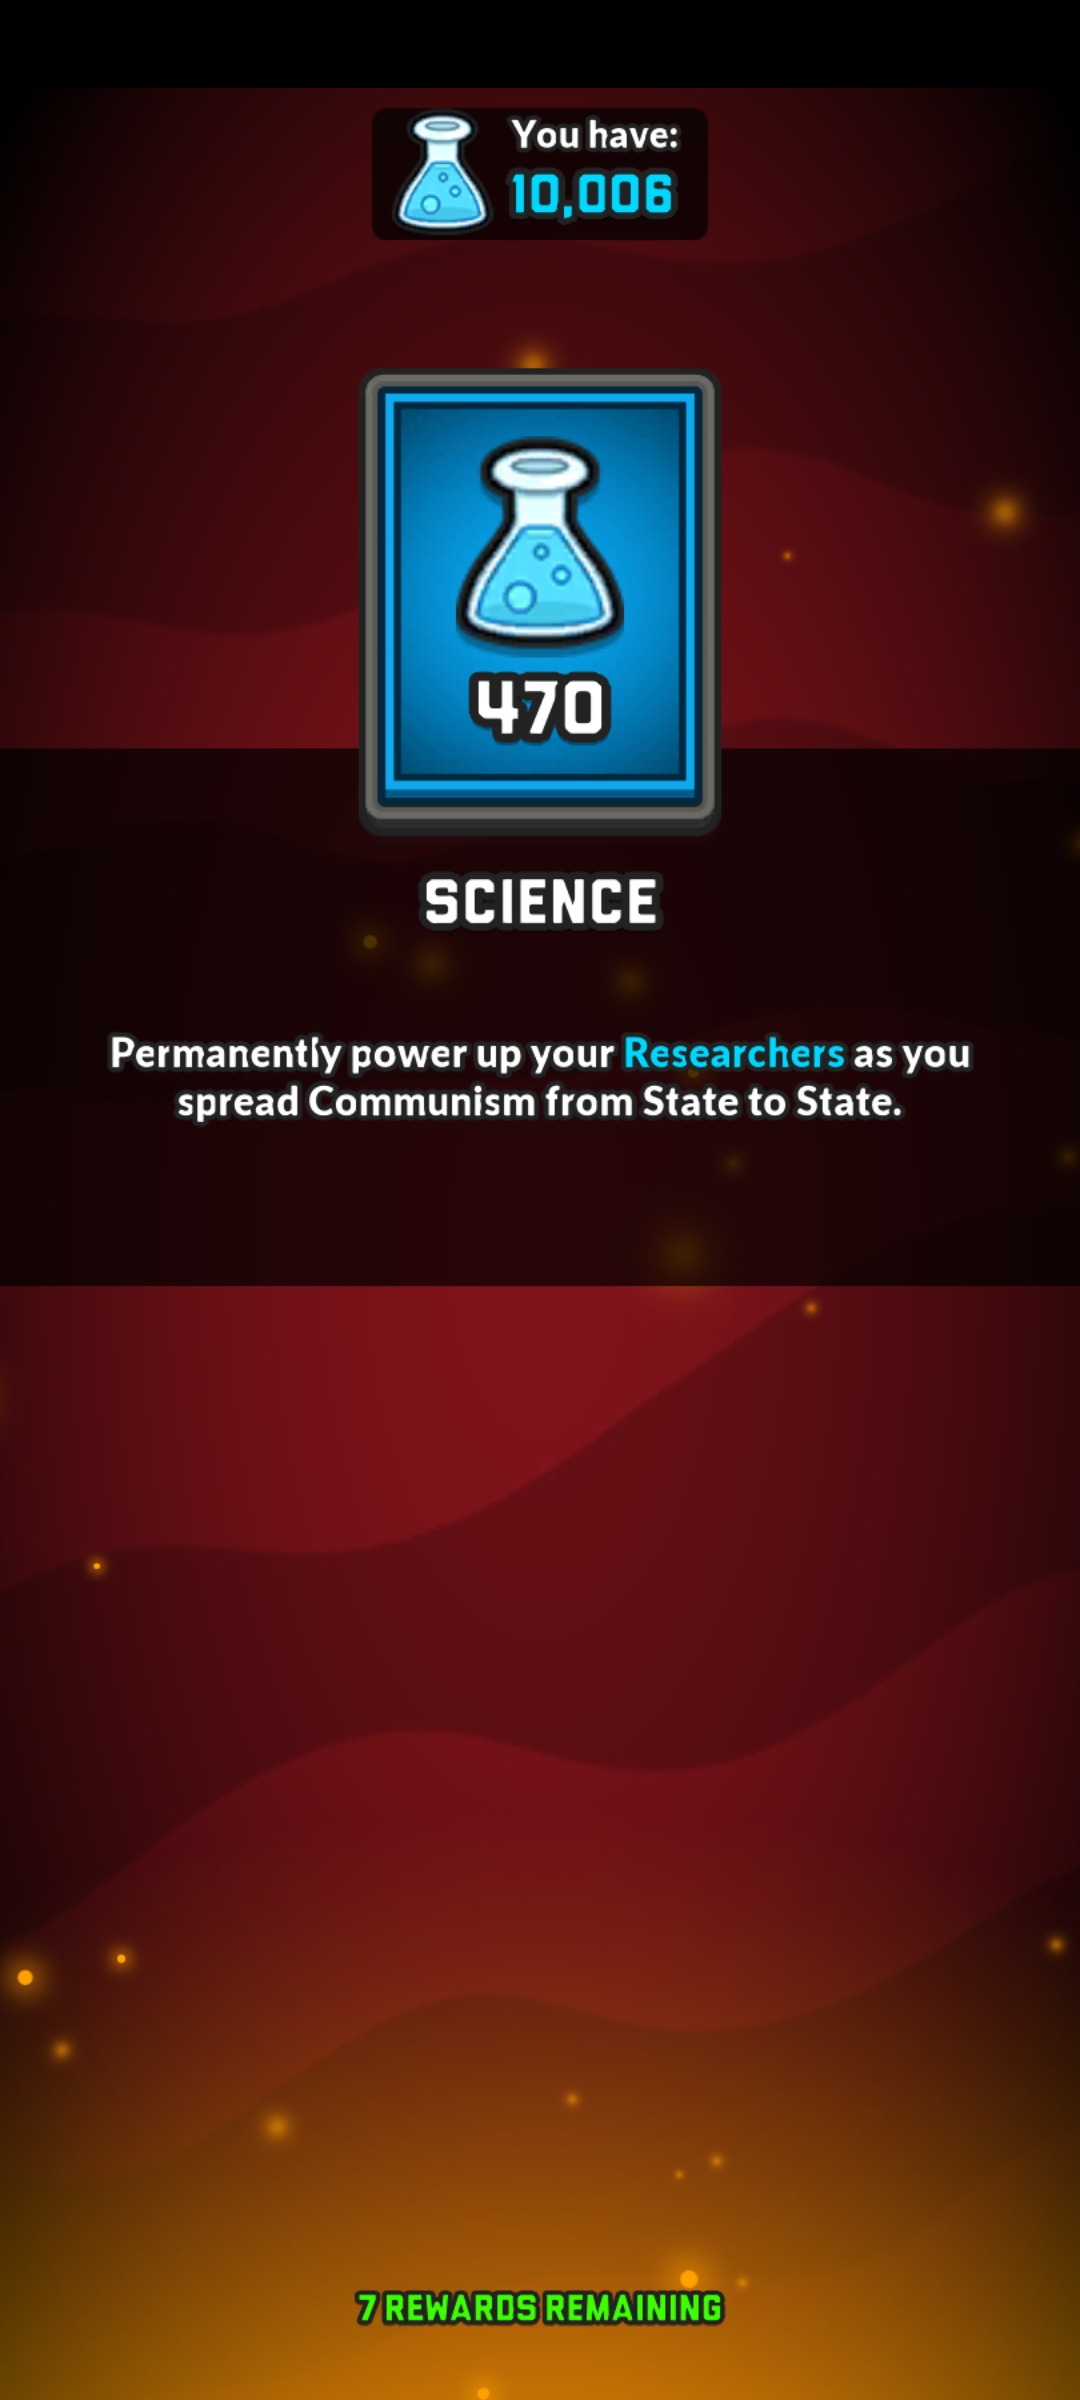 You have:
10,006
470
SCIENCE
Permanently power up your Researchers as you
spread Communism from State to State.
7 REWARDS REMAINING